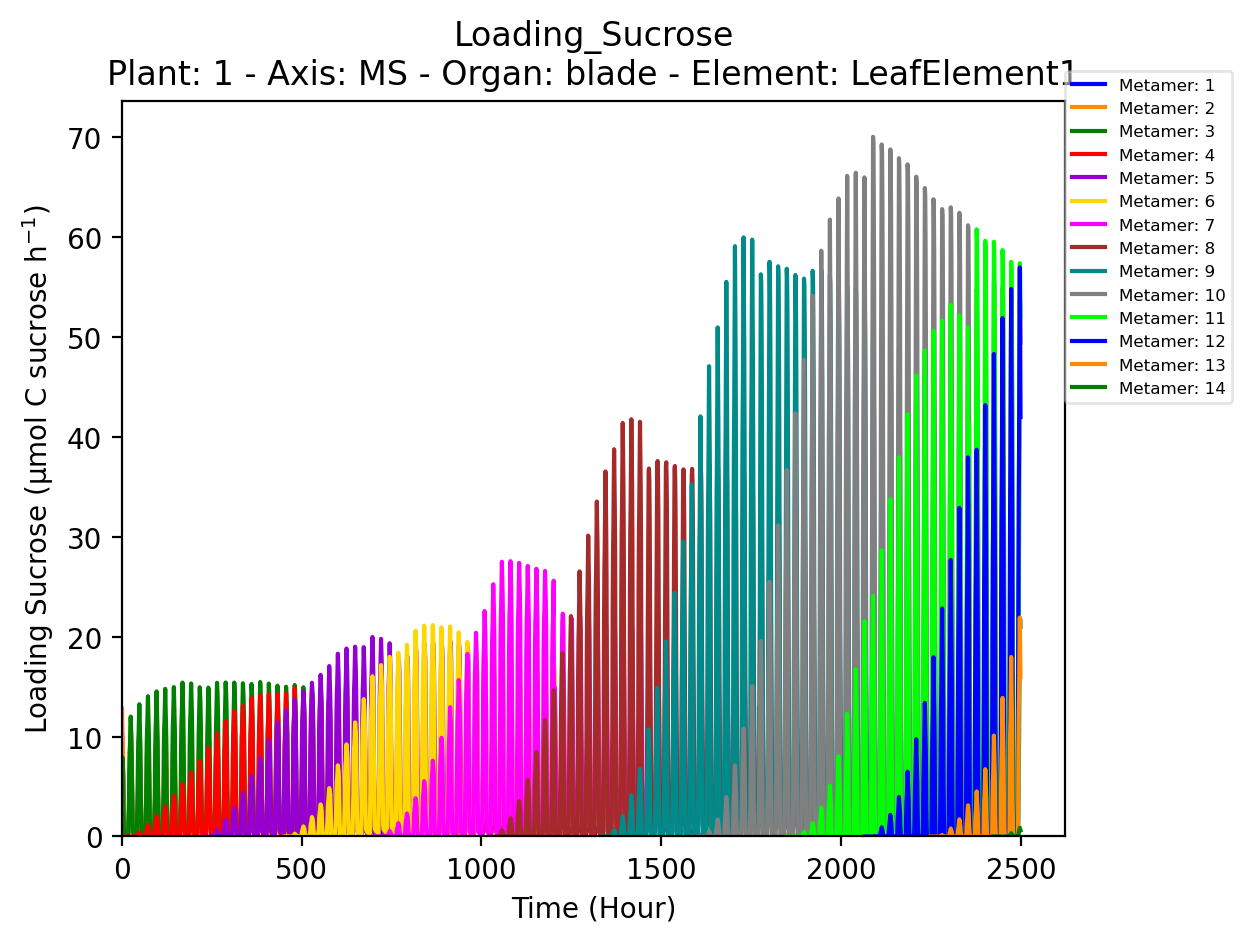 Loading_Sucrose
Plant: 1 - Axis: MS - Organ: blade - Element: LeafElement1
Metamer: 1
Metamer: 2
Metamer: 3
Metamer: 4
Metamer: 5
Metamer: 6
Metamer: 7
Metamer: 8
Metamer: 9
Metamer: 10
Metamer: 11
Metamer: 12
Metamer: 13
Metamer: 14
Loading Sucrose (µmol C sucrose h⁻¹)
70
60
50
40
30
20
10
0
0 500 1000 1500 2000 2500
Time (Hour)